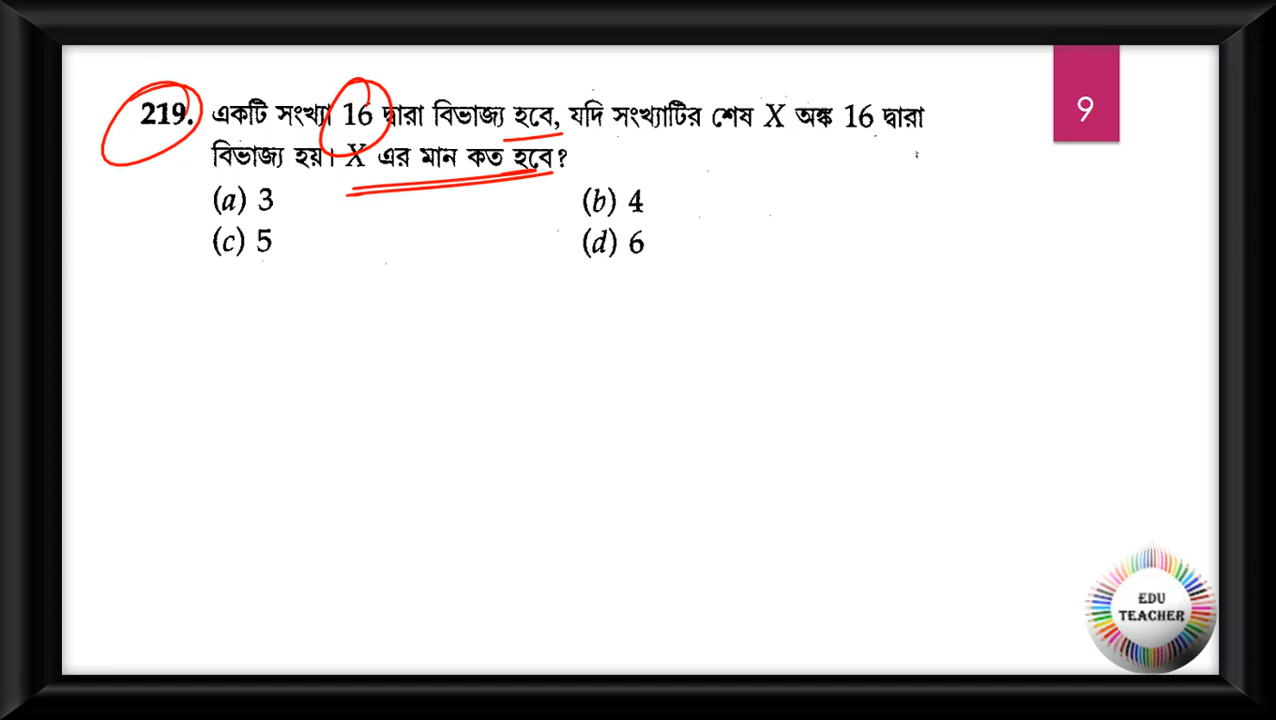 9
219. একটি সংখ্যা 16 দ্বারা বিভাজ্য হবে, যদি সংখ্যাটির শেষ X অঙ্ক 16 দ্বারা
বিভাজ্য হয়। X এর মান কত হবে?
(a) 3 (b) 4
(c) 5 (d) 6
EDU
TEACHER